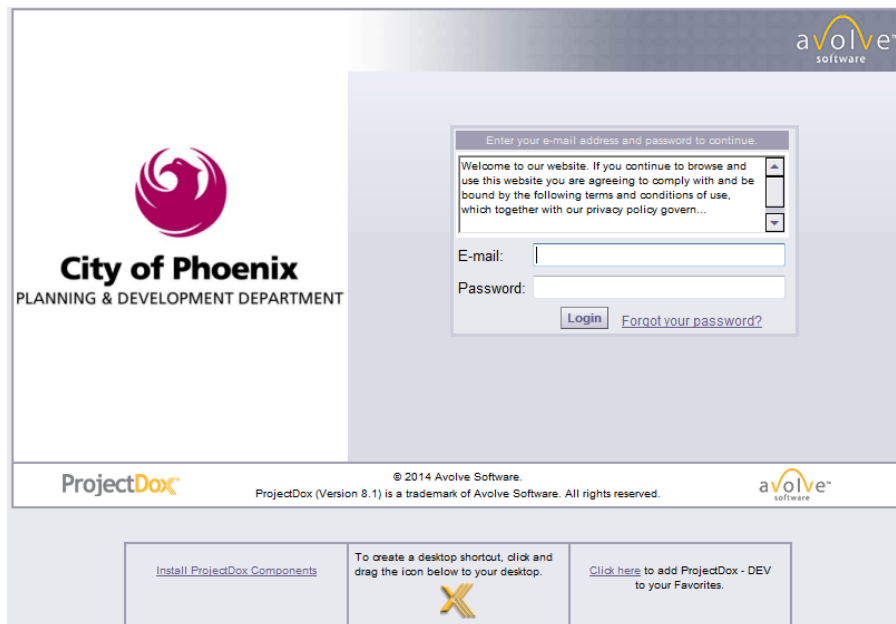 avolve™
software
Enter your e-mail address and password to continue.
Welcome to our website. If you continue to browse and
use this website you are agreeing to comply with and be
bound by the following terms and conditions of use,
which together with our privacy policy govern...
E-mail:
Password:
Login Forgot your password?
City of Phoenix
PLANNING & DEVELOPMENT DEPARTMENT
ProjectDox
© 2014 Avolve Software.
ProjectDox (Version 8.1) is a trademark of Avolve Software. All rights reserved.
avolve™
software
Install ProjectDox Components
To create a desktop shortcut, click and
drag the icon below to your desktop.
Click here to add ProjectDox - DEV
to your Favorites.